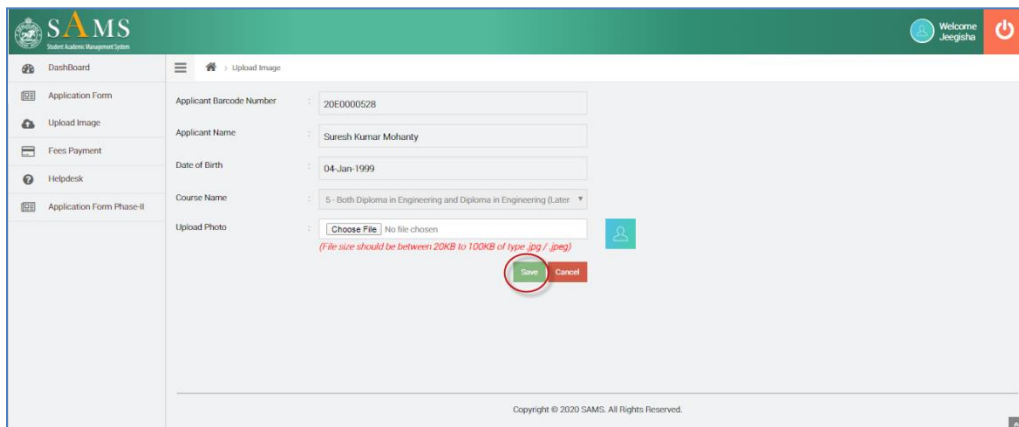 SAMS
Student Academic Management System
Welcome
Jeegisha
DashBoard
Application Form
Upload Image
Fees Payment
Helpdesk
Application Form Phase-II
> Upload Image
Applicant Barcode Number : 20E0000528
Applicant Name : Suresh Kumar Mohanty
Date of Birth : 04-Jan-1999
Course Name : 5 - Both Diploma in Engineering and Diploma in Engineering (Later
Upload Photo : Choose File No file chosen
(File size should be between 20KB to 100KB of type .jpg / .jpeg)
Save Cancel
Copyright © 2020 SAMS. All Rights Reserved.